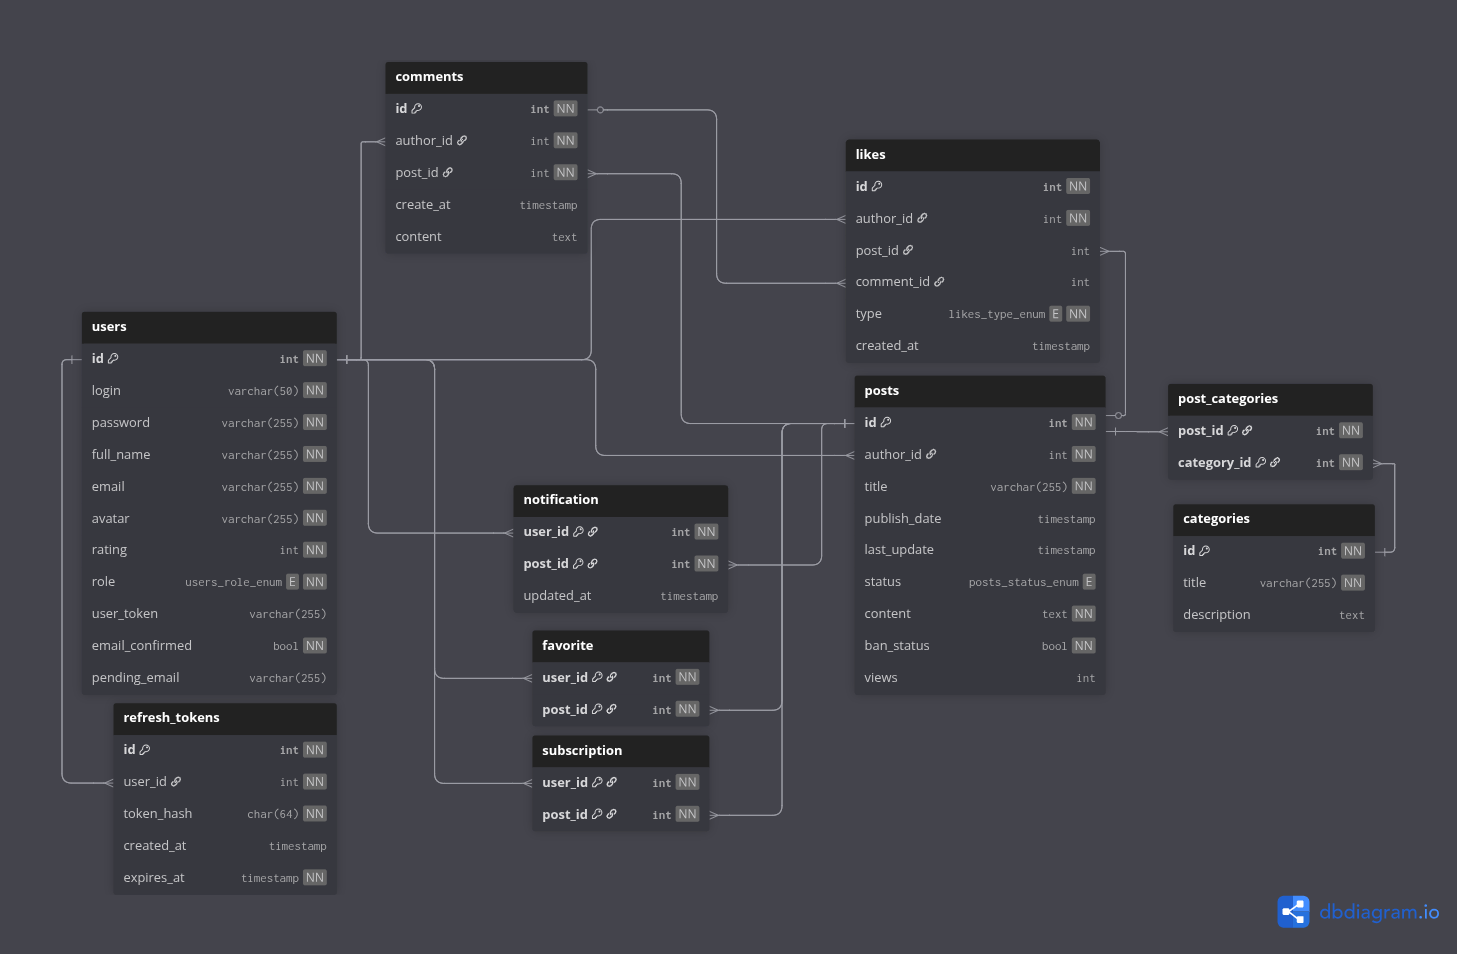 comments
id int NN
author_id int NN
post_id int NN
create_at timestamp
content text
likes
id int NN
author_id int NN
post_id int
comment_id int
type likes_type_enum E NN
created_at timestamp
users
id int NN
login varchar(50) NN
password varchar(255) NN
full_name varchar(255) NN
email varchar(255) NN
avatar varchar(255) NN
rating int NN
role users_role_enum E NN
user_token varchar(255)
email_confirmed bool NN
pending_email varchar(255)
posts
id int NN
author_id int NN
title varchar(255) NN
publish_date timestamp
last_update timestamp
status posts_status_enum E
content text NN
ban_status bool NN
views int
post_categories
post_id int NN
category_id int NN
categories
id int NN
title varchar(255) NN
description text
notification
user_id int NN
post_id int NN
updated_at timestamp
favorite
user_id int NN
post_id int NN
subscription
user_id int NN
post_id int NN
refresh_tokens
id int NN
user_id int NN
token_hash char(64) NN
created_at timestamp
expires_at timestamp NN
dbdiagram.io